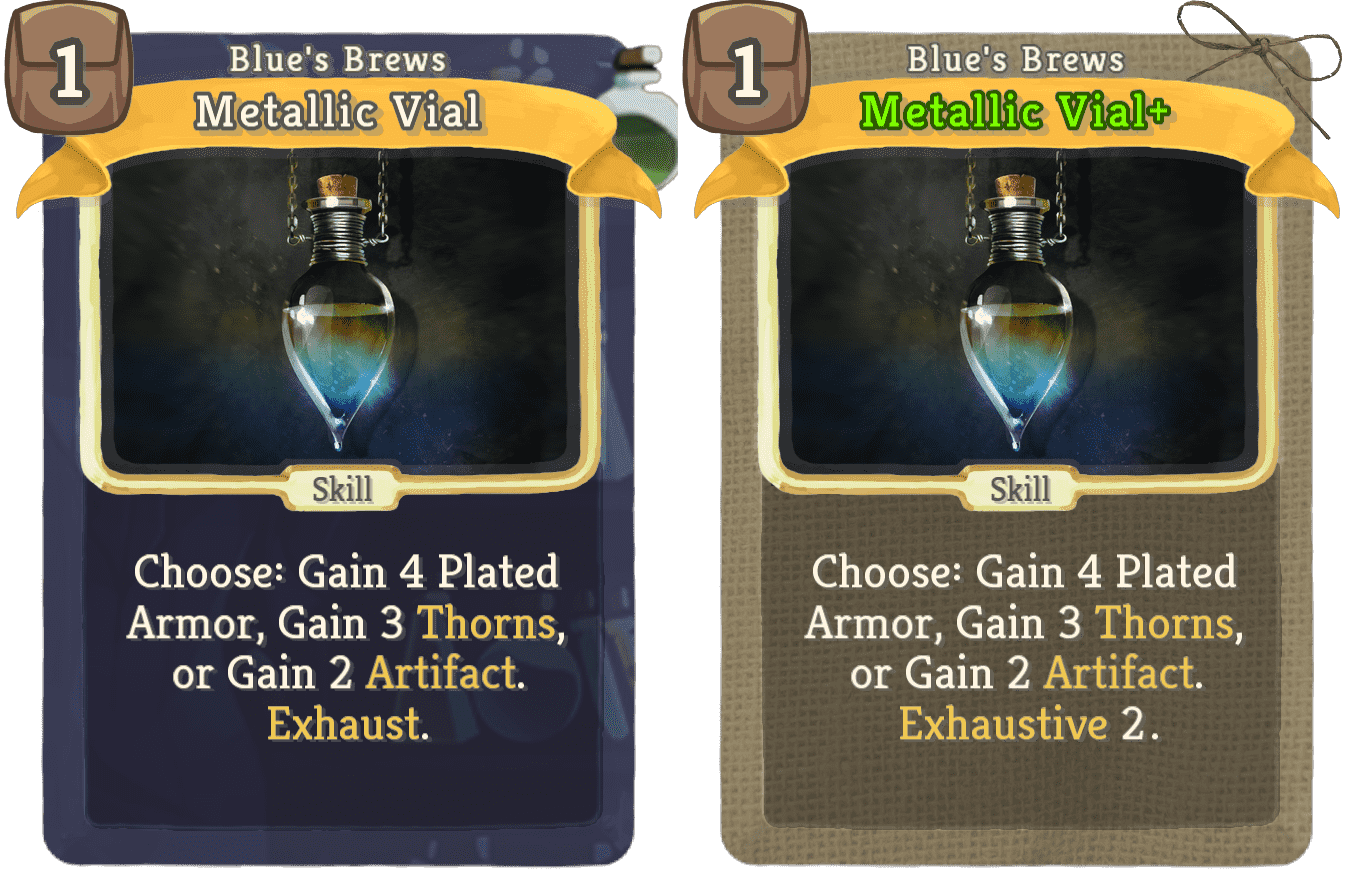 1
Blue's Brews
Metallic Vial
Skill
Choose: Gain 4 Plated
Armor, Gain 3 Thorns,
or Gain 2 Artifact.
Exhaust.
1
Blue's Brews
Metallic Vial+
Skill
Choose: Gain 4 Plated
Armor, Gain 3 Thorns,
or Gain 2 Artifact.
Exhaustive 2.